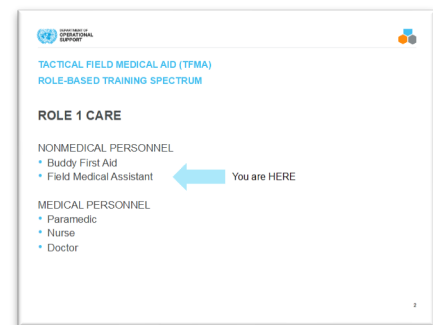 DEPARTMENT OF
OPERATIONAL
SUPPORT
TACTICAL FIELD MEDICAL AID (TFMA)
ROLE-BASED TRAINING SPECTRUM
ROLE 1 CARE
NONMEDICAL PERSONNEL
• Buddy First Aid
• Field Medical Assistant
You are HERE
MEDICAL PERSONNEL
• Paramedic
• Nurse
• Doctor